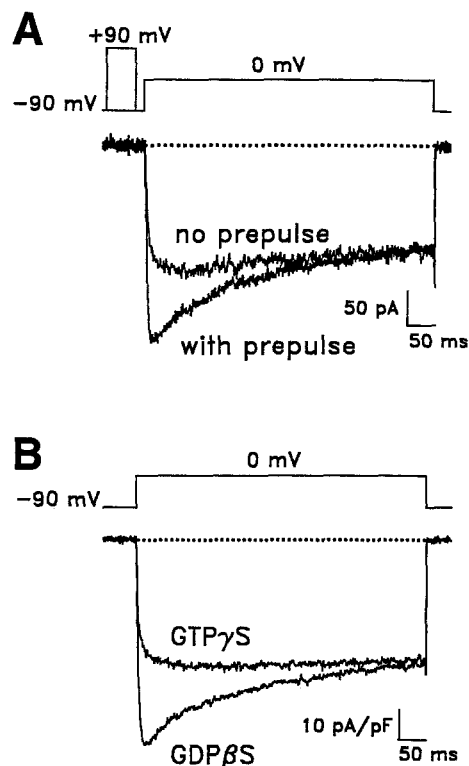 A
+90 mV
0 mV
−90 mV
no prepulse
50 pA
with prepulse
50 ms
B
0 mV
−90 mV
GTPγS
10 pA/pF
GDPβS
50 ms